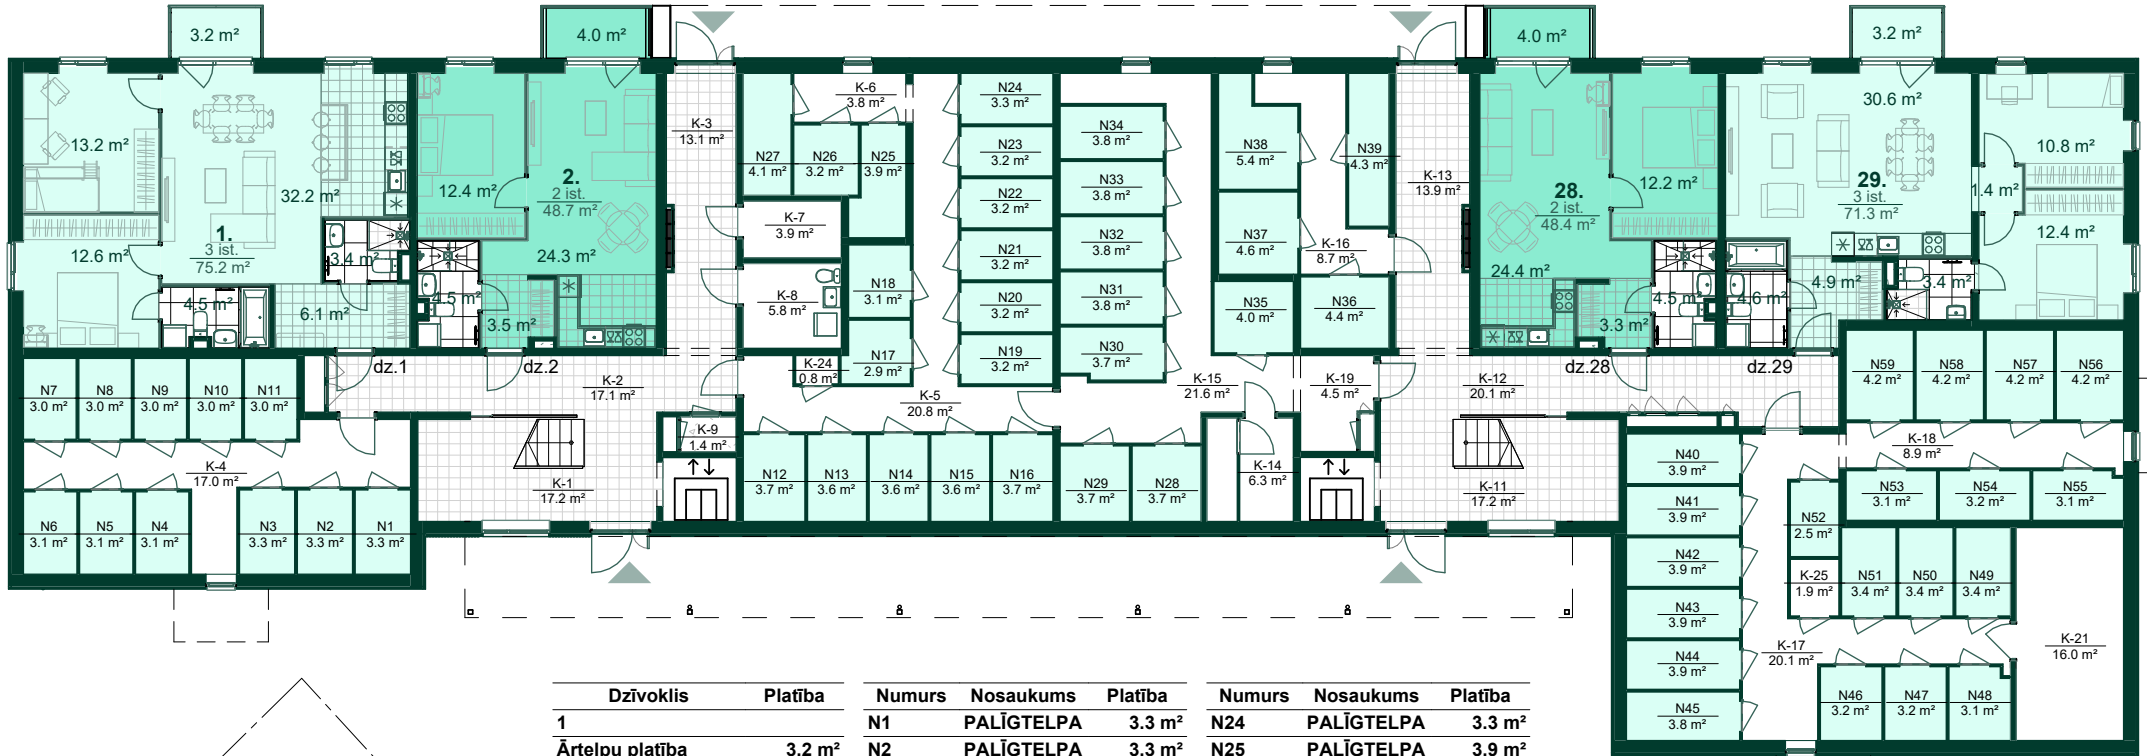 3.2 m²
4.0 m²
4.0 m²
3.2 m²
13.2 m²
32.2 m²
1.
3 ist.
75.2 m²
12.6 m²
3.4 m²
4.5 m²
6.1 m²
12.4 m²
2.
2 ist.
48.7 m²
24.3 m²
4.5 m²
3.5 m²
dz.1
dz.2
K-3
13.1 m²
K-6
3.8 m²
N27
4.1 m²
N26
3.2 m²
N25
3.9 m²
K-7
3.9 m²
K-8
5.8 m²
N18
3.1 m²
N17
2.9 m²
K-24
0.8 m²
N24
3.3 m²
N23
3.2 m²
N22
3.2 m²
N21
3.2 m²
N20
3.2 m²
N19
3.2 m²
N34
3.8 m²
N33
3.8 m²
N32
3.8 m²
N31
3.8 m²
N30
3.7 m²
N38
5.4 m²
N37
4.6 m²
N35
4.0 m²
N39
4.3 m²
K-16
8.7 m²
N36
4.4 m²
K-13
13.9 m²
28.
2 ist.
48.4 m²
12.2 m²
24.4 m²
4.5 m²
3.3 m²
30.6 m²
29.
3 ist.
71.3 m²
10.8 m²
1.4 m²
12.4 m²
4.6 m²
4.9 m²
3.4 m²
dz.28
dz.29
N7
3.0 m²
N8
3.0 m²
N9
3.0 m²
N10
3.0 m²
N11
3.0 m²
K-2
17.1 m²
K-5
20.8 m²
K-15
21.6 m²
K-19
4.5 m²
K-12
20.1 m²
N59
4.2 m²
N58
4.2 m²
N57
4.2 m²
N56
4.2 m²
K-9
1.4 m²
K-4
17.0 m²
K-1
17.2 m²
N12
3.7 m²
N13
3.6 m²
N14
3.6 m²
N15
3.6 m²
N16
3.7 m²
N29
3.7 m²
N28
3.7 m²
K-14
6.3 m²
K-11
17.2 m²
K-18
8.9 m²
N53
3.1 m²
N54
3.2 m²
N55
3.1 m²
N6
3.1 m²
N5
3.1 m²
N4
3.1 m²
N3
3.3 m²
N2
3.3 m²
N1
3.3 m²
N40
3.9 m²
N41
3.9 m²
N42
3.9 m²
N43
3.9 m²
N44
3.9 m²
N45
3.8 m²
N52
2.5 m²
K-25
1.9 m²
N51
3.4 m²
N50
3.4 m²
N49
3.4 m²
K-17
20.1 m²
K-21
16.0 m²
N46
3.2 m²
N47
3.2 m²
N48
3.1 m²
Dzīvoklis Platība Numurs Nosaukums Platība Numurs Nosaukums Platība
1 N1 PALĪGTELPA 3.3 m² N24 PALĪGTELPA 3.3 m²
Ārtelpu platība 3.2 m² N2 PALĪGTELPA 3.3 m² N25 PALĪGTELPA 3.9 m²